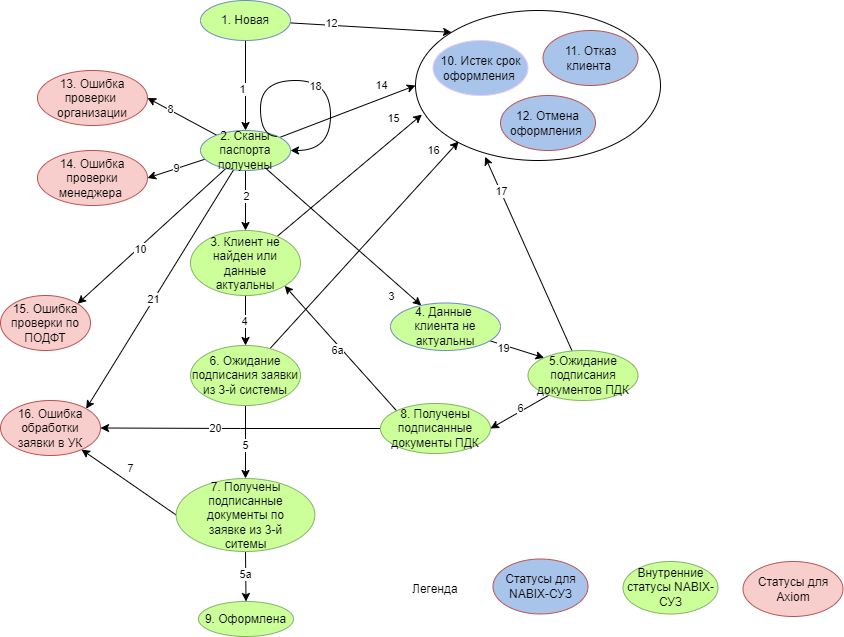 1. Новая
12
10. Истек срок
оформления
11. Отказ
клиента
12. Отмена
оформления
13. Ошибка
проверки
организации
1
18
14
8
15
2. Сканы
паспорта
получены
16
14. Ошибка
проверки
менеджера
9
2
17
10
3. Клиент не
найден или
данные
актуальны
21
3
15. Ошибка
проверки по
ПОДФТ
4
4. Данные
клиента не
актуальны
6а
19
6. Ожидание
подписания заявки
из 3-й системы
5.Ожидание
подписания
документов ПДК
6
16. Ошибка
обработки
заявки в УК
20
8. Получены
подписанные
документы ПДК
5
7
7. Получены
подписанные
документы по
заявке из 3-й
ситемы
5а
9. Оформлена
Легенда
Статусы для
NABIX-СУЗ
Внутренние
статусы NABIX-
СУЗ
Статусы для
Axiom